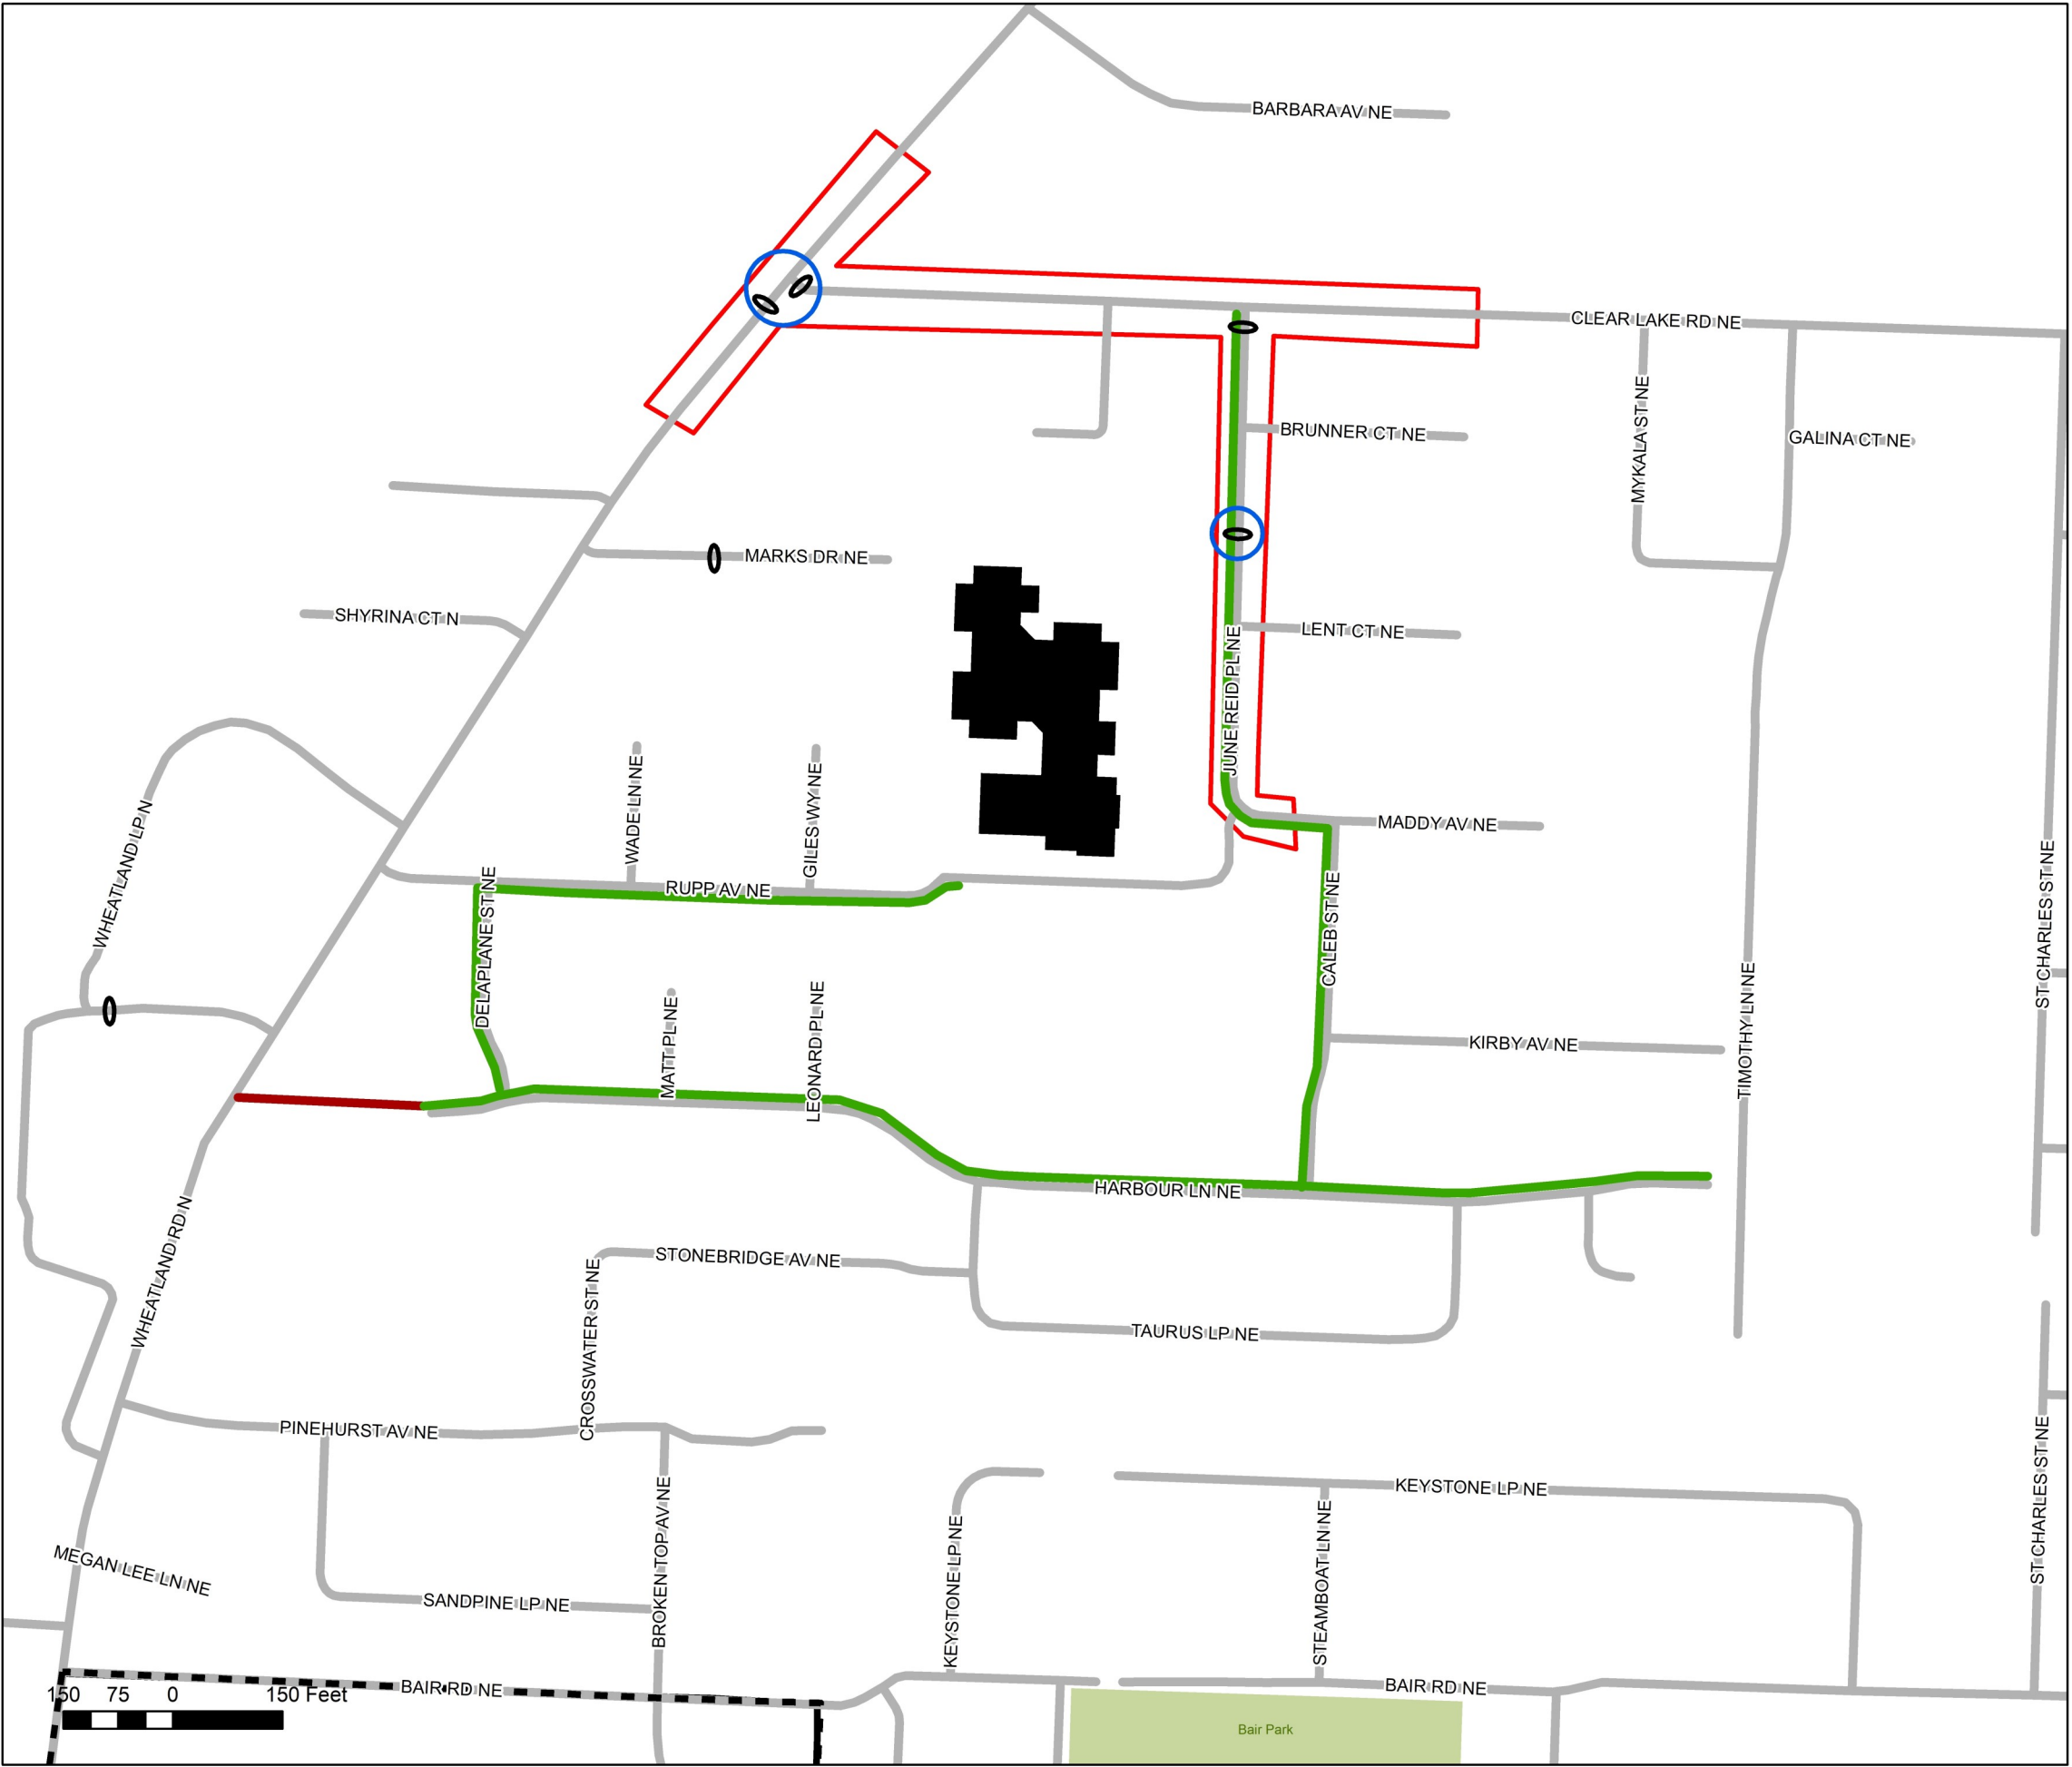 BARBARA AV NE
CLEAR LAKE RD NE
MYKALA ST NE
BRUNNER CT NE
GALINA CT NE
MARKS DR NE
SHYRINA CT N
LENT CT NE
JUNE REID PL NE
WADE LN NE
GILES WY NE
MADDY AV NE
WHEATLAND LP N
RUPP AV NE
DELAPLANE ST NE
CALEB ST NE
ST CHARLES ST NE
MATT PL NE
LEONARD PL NE
KIRBY AV NE
TIMOTHY LN NE
HARBOUR LN NE
WHEATLAND RD N
STONEBRIDGE AV NE
CROSSWATER ST NE
TAURUS LP NE
PINEHURST AV NE
KEYSTONE LP NE
BROKEN TOP AV NE
KEYSTONE LP NE
STEAMBOAT LN NE
ST CHARLES ST NE
MEGAN LEE LN NE
SANDPINE LP NE
BAIR RD NE
BAIR RD NE
150 75 0 150 Feet
Bair Park